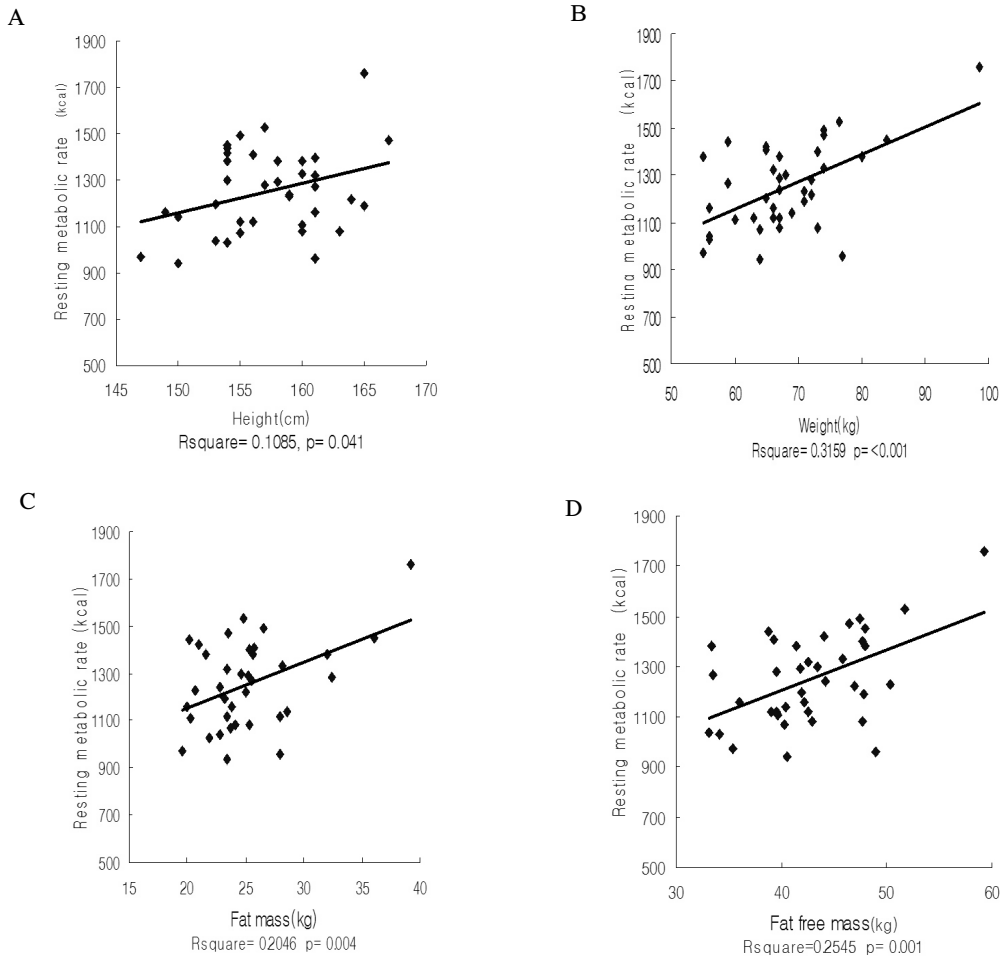 A
Resting metabolic rate (kcal)
1900
1700
1500
1300
1100
900
700
500
145 150 155 160 165 170
Height(cm)
Rsquare= 0.1085, p= 0.041
B
Resting metabolic rate (kcal)
1900
1700
1500
1300
1100
900
700
500
50 60 70 80 90 100
Weight(kg)
Rsquare=0.3159 p=<0.001
C
Resting metabolic rate (kcal)
1900
1700
1500
1300
1100
900
700
500
15 20 25 30 35 40
Fat mass(kg)
Rsquare= 0.2046 p= 0.004
D
Resting metabolic rate (kcal)
1900
1700
1500
1300
1100
900
700
500
30 40 50 60
Fat free mass(kg)
Rsquare=0.2545 p= 0.001